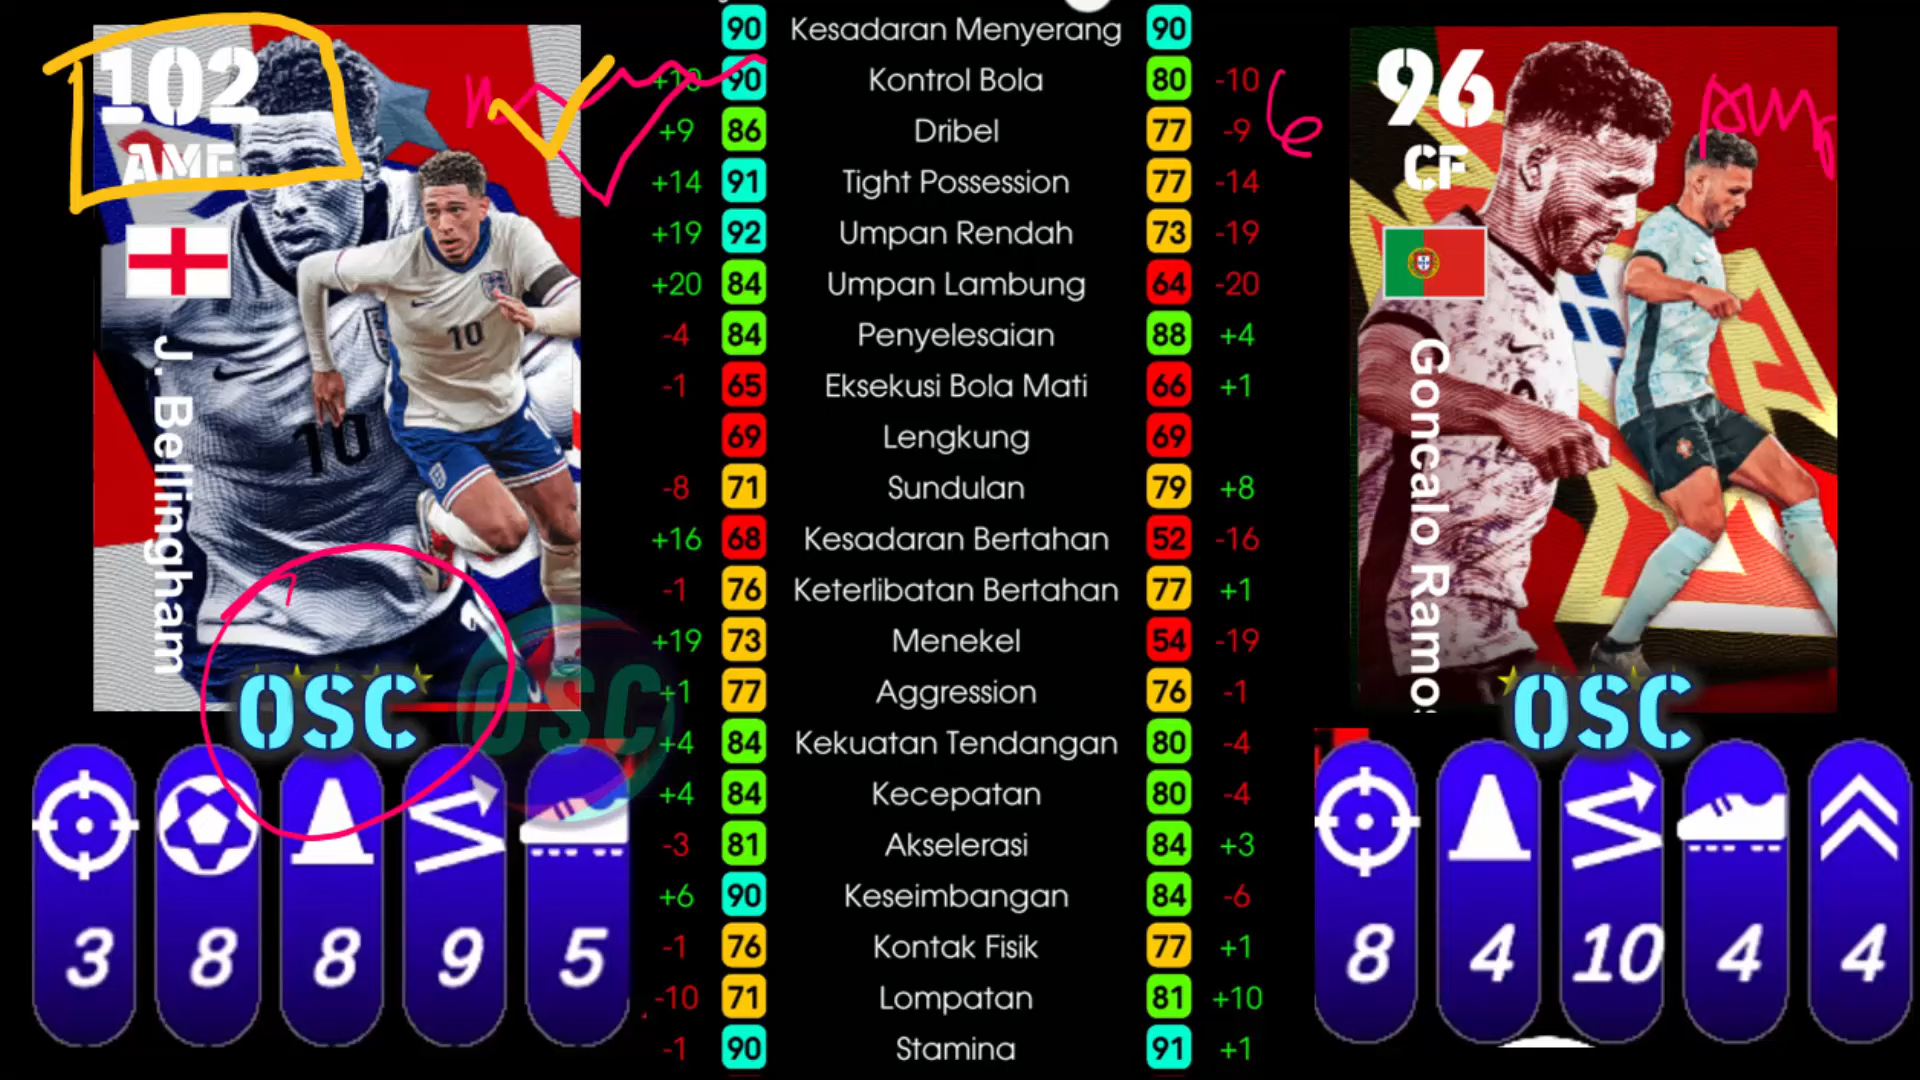 102
AMF
J. Bellingham
10
10
OSC
OSC
3 8 8 9 5
90 Kesadaran Menyerang 90
+10 90 Kontrol Bola 80 -10
+9 86 Dribel 77 -9
+14 91 Tight Possession 77 -14
+19 92 Umpan Rendah 73 -19
+20 84 Umpan Lambung 64 -20
-4 84 Penyelesaian 88 +4
-1 65 Eksekusi Bola Mati 66 +1
69 Lengkung 69
-8 71 Sundulan 79 +8
+16 68 Kesadaran Bertahan 52 -16
-1 76 Keterlibatan Bertahan 77 +1
+19 73 Menekel 54 -19
+1 77 Aggression 76 -1
+4 84 Kekuatan Tendangan 80 -4
+4 84 Kecepatan 80 -4
-3 81 Akselerasi 84 +3
+6 90 Keseimbangan 84 -6
-1 76 Kontak Fisik 77 +1
-10 71 Lompatan 81 +10
-1 90 Stamina 91 +1
6
96
CF
Goncalo Ramos
OSC
8 4 10 4 4